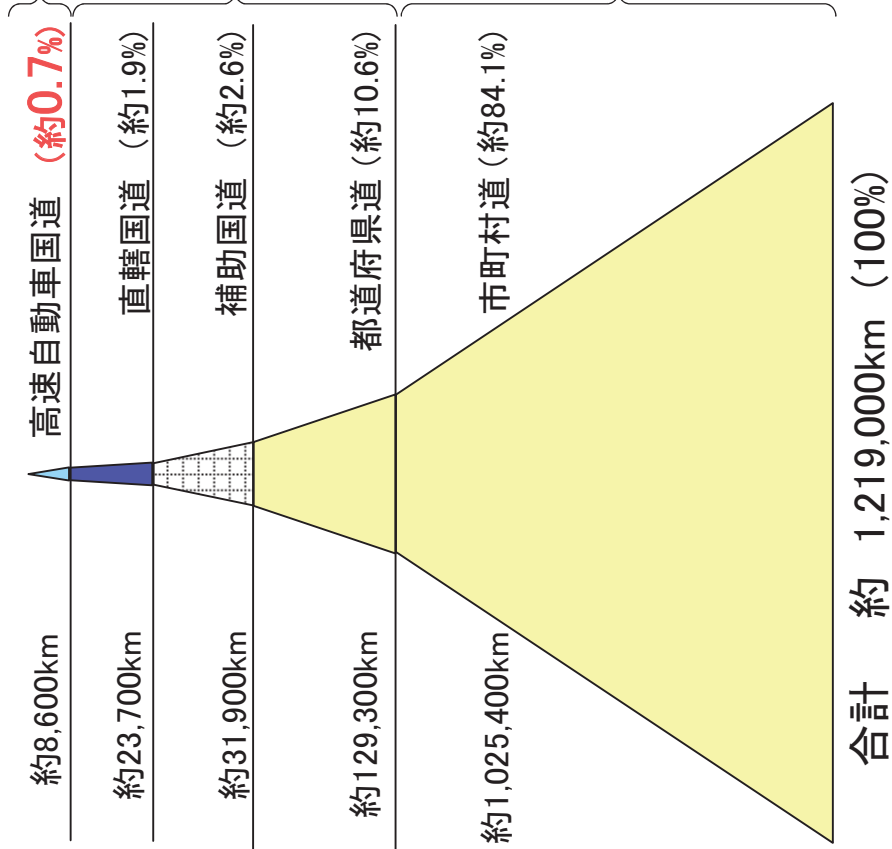 高速自動車国道 (約0.7%)
約8,600km
直轄国道 (約1.9%)
約23,700km
補助国道 (約2.6%)
約31,900km
都道府県道 (約10.6%)
約129,300km
市町村道 (約84.1%)
約1,025,400km
合計 約 1,219,000km (100%)